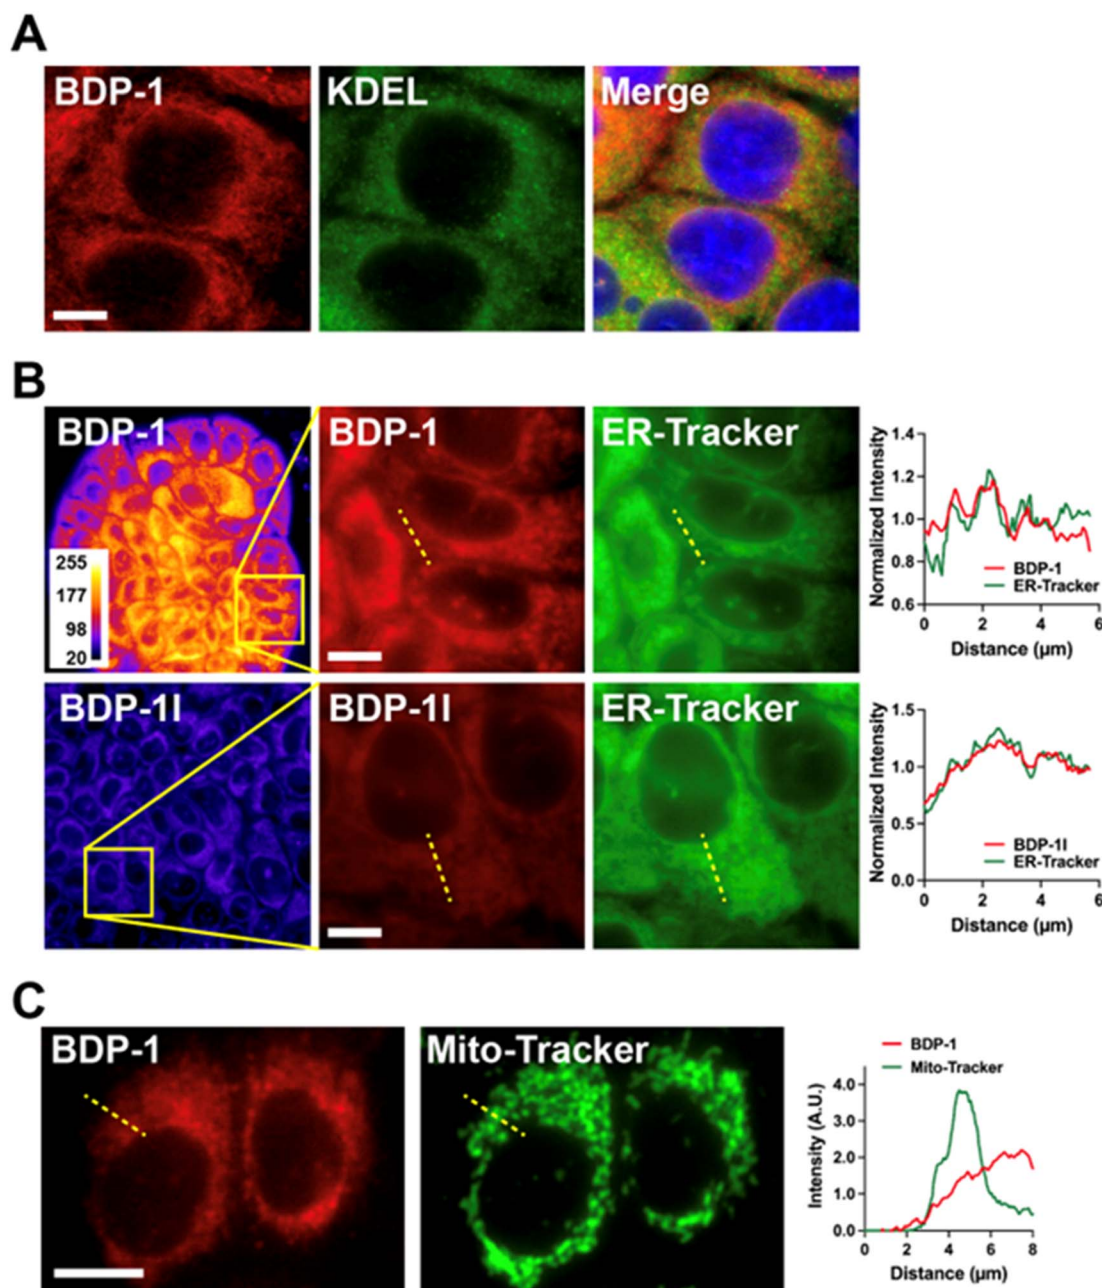 A
BDP-1 KDEL Merge
B
BDP-1 BDP-1 ER-Tracker
255
177
98
20
Normalized Intensity
1.4
1.2
1.0
0.8
0.6
BDP-1
ER-Tracker
0 2 4 6
Distance (μm)
BDP-1I BDP-1I ER-Tracker
Normalized Intensity
1.5
1.0
0.5
0.0
BDP-1I
ER-Tracker
0 2 4 6
Distance (μm)
C
BDP-1 Mito-Tracker
BDP-1
Mito-Tracker
Intensity (A.U.)
4.0
3.0
2.0
1.0
0.0
0 2 4 6 8
Distance (μm)